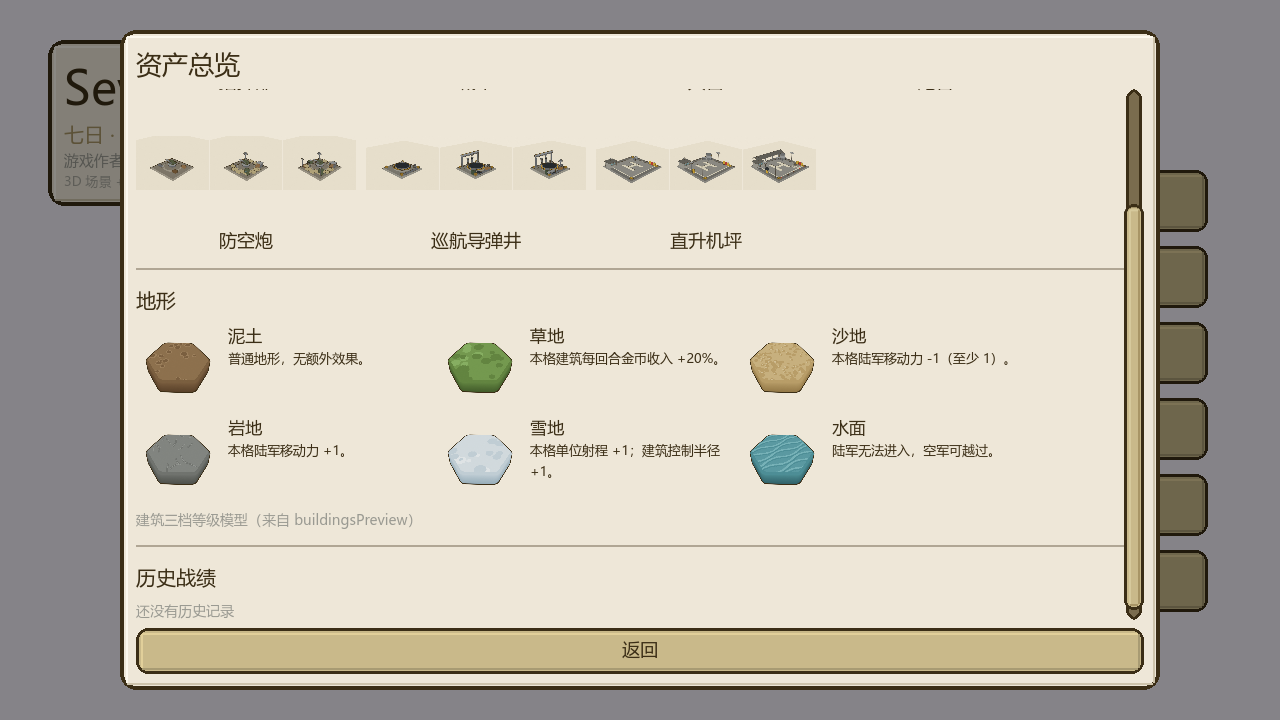 资产总览
防空炮
巡航导弹井
直升机坪
地形
泥土
普通地形，无额外效果。
草地
本格建筑每回合金币收入 +20%。
沙地
本格陆军移动力 -1（至少 1）。
岩地
本格陆军移动力 +1。
雪地
本格单位射程 +1；建筑控制半径
+1。
水面
陆军无法进入，空军可越过。
建筑三档等级模型（来自 buildingsPreview）
历史战绩
还没有历史记录
返回
七日 ·
游戏作者
3D 场景